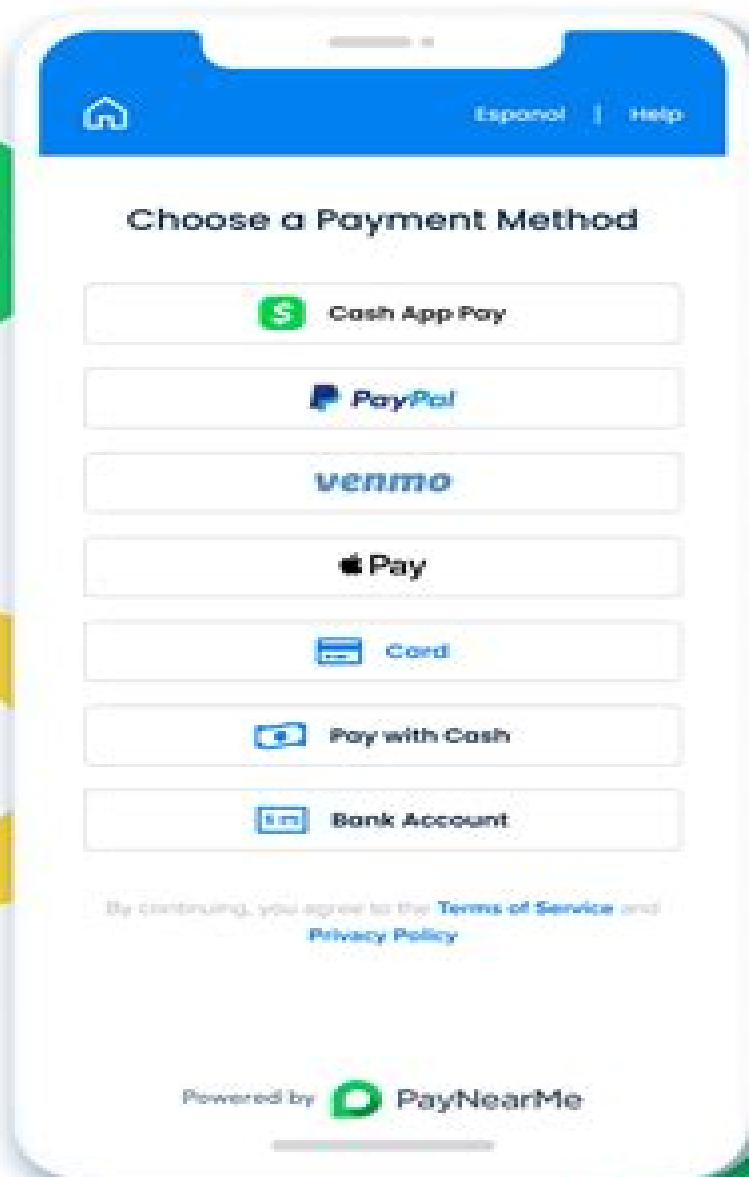 Espanol | Help
Choose a Payment Method
$ Cash App Pay
PayPal
venmo
Pay
Card
Pay with Cash
Bank Account
By continuing, you agree to the Terms of Service and
Privacy Policy
Powered by PayNearMe